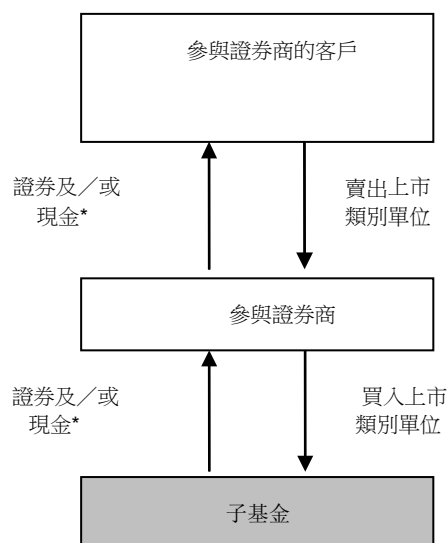 參與證券商的客戶
證券及／或
現金*
賣出上市
類別單位
參與證券商
證券及／或
現金*
買入上市
類別單位
子基金